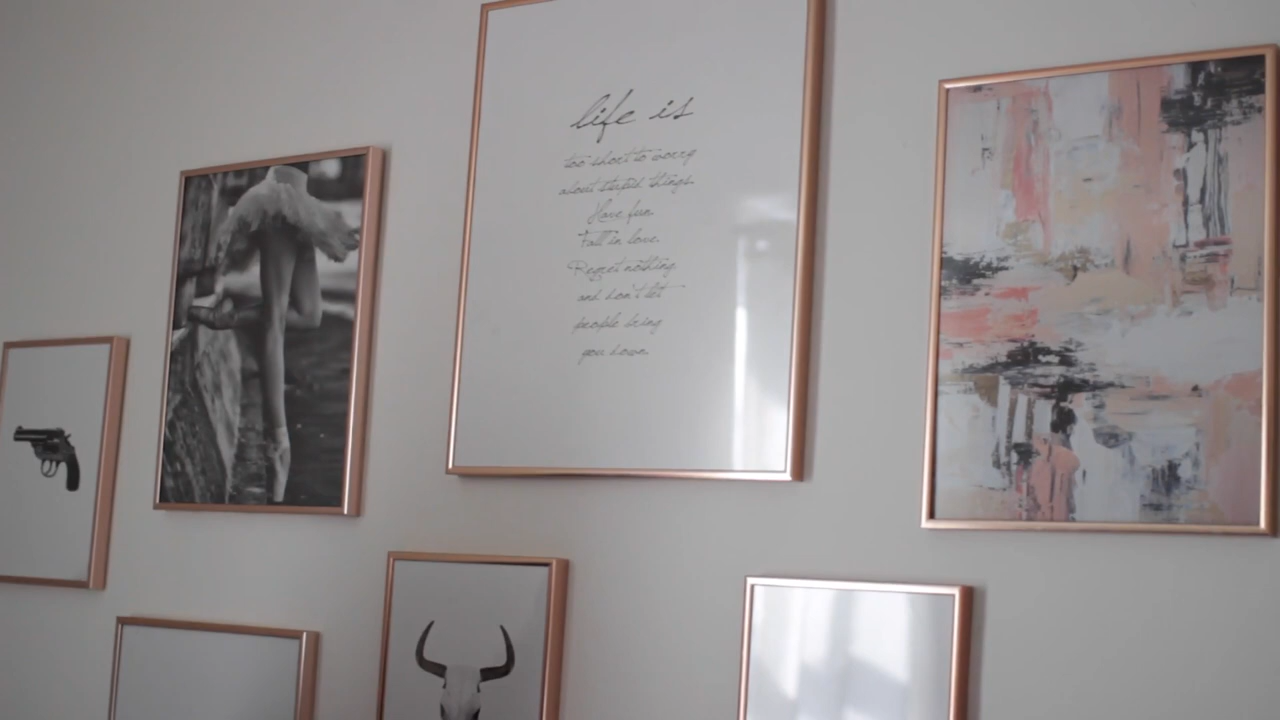 life is
too short to worry
about stupid things.
Have fun.
Fall in love.
Regret nothing
and don't let
people bring
you down.